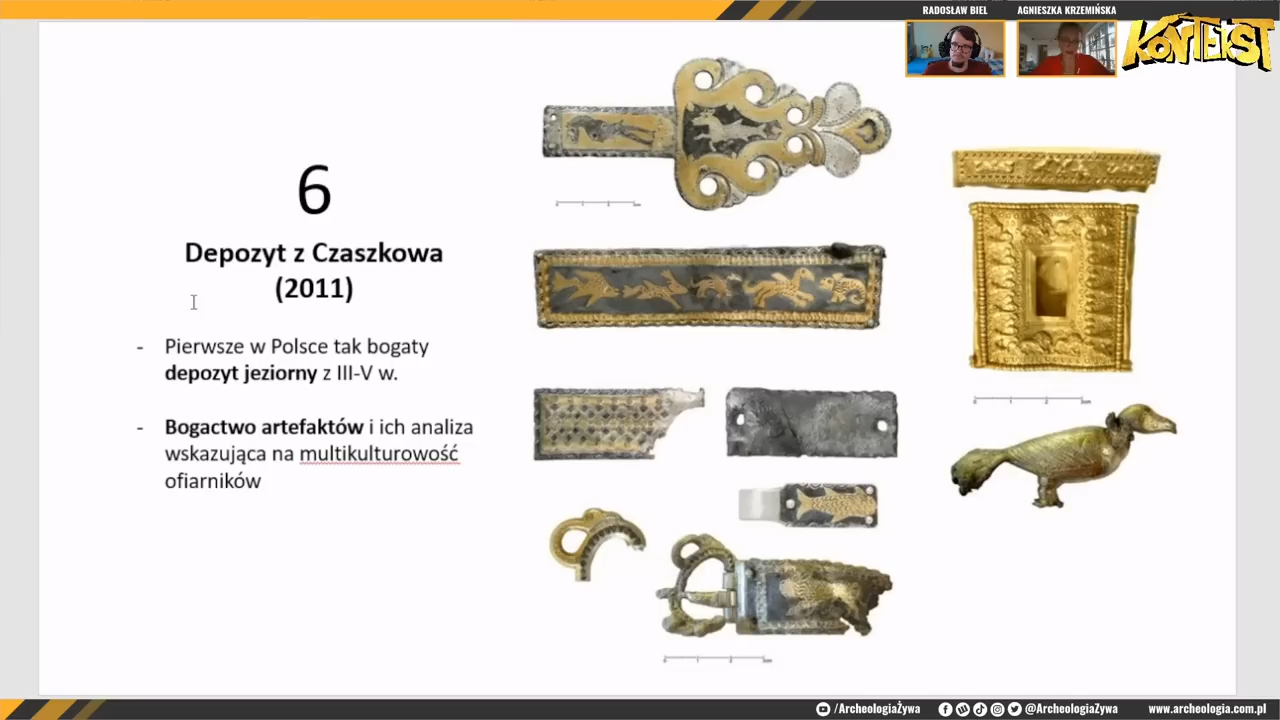 RADOSŁAW BIEL
AGNIESZKA KRZEMIŃSKA
KONTEKST
6
Depozyt z Czaszkowa
(2011)
- Pierwsze w Polsce tak bogaty
depozyt jeziorny z III-V w.
- Bogactwo artefaktów i ich analiza
wskazująca na multikulturowość
ofiarników
/ArcheologiaŻywa
@ArcheologiaŻywa
www.archeologia.com.pl